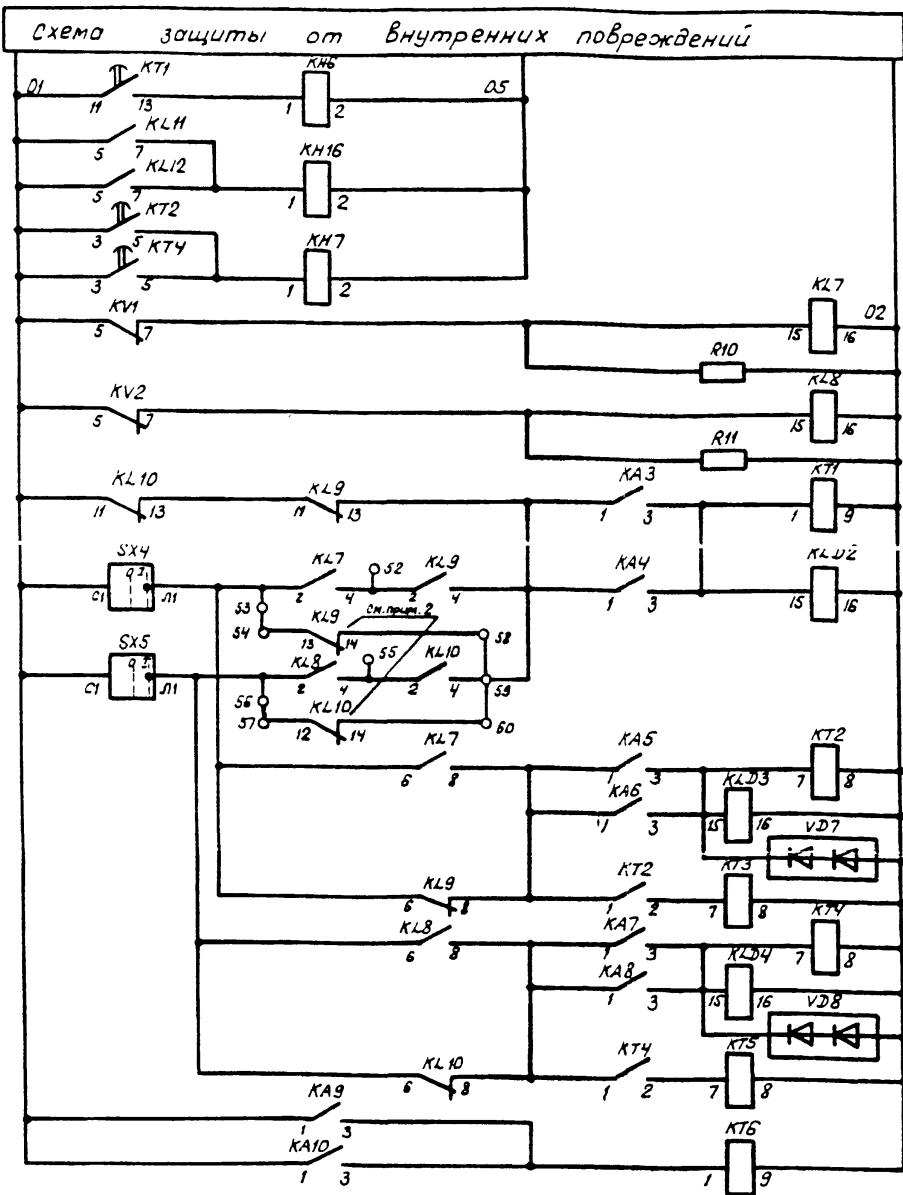 Схема защиты от внутренних повреждений
01 KT1 KH6 05
11 13 1 2
KL11
5 7 KH16
KL12
5 7 1 2
KT2
3 5 KH7
KT4
3 5 1 2
KV1 KL7 02
5 7 15 16
R10
KV2 KL8
5 7 15 16
R11
KL10 KL9 KA3 KT1
11 13 11 13 1 3 1 9
SX4 KL7 52 KL9 KA4 KLD2
C1 Л1 2 4 2 4 1 3 15 16
53
54 KL9 См. прим. 2 58
13 14
SX5 KL8 55 KL10 59
C1 Л1 2 4 2 4
56
57 KL10 60
12 14
KL7 KA5 KT2
6 8 1 3 7 8
KA6 KLD3
1 3 15 16
VD7
KL9 KT2 KT3
6 8 1 2 7 8
KL8 KA7 KT4
6 8 1 3 7 8
KA8 KLD4
1 3 15 16
VD8
KL10 KT4 KT5
6 8 1 2 7 8
KA9
1 3
KA10 KT6
1 3 1 9